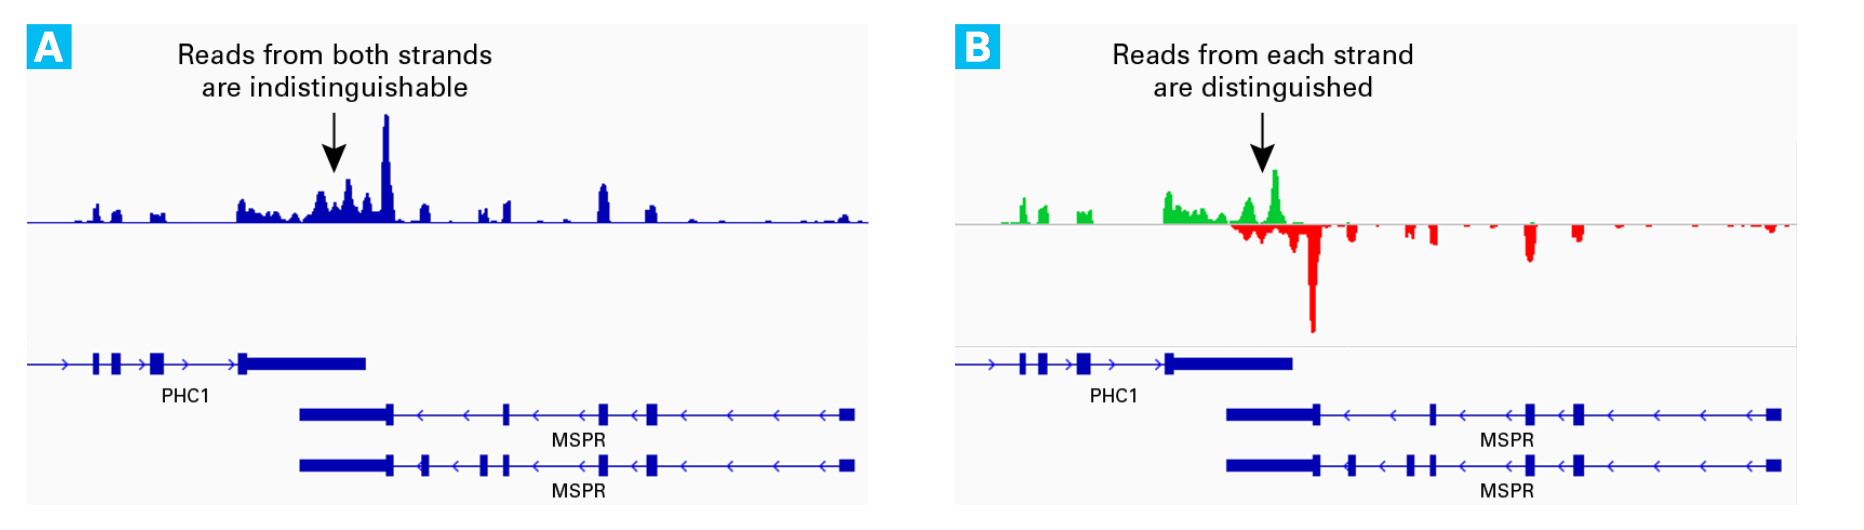 A
Reads from both strands
are indistinguishable
PHC1
MSPR
MSPR
B
Reads from each strand
are distinguished
PHC1
MSPR
MSPR